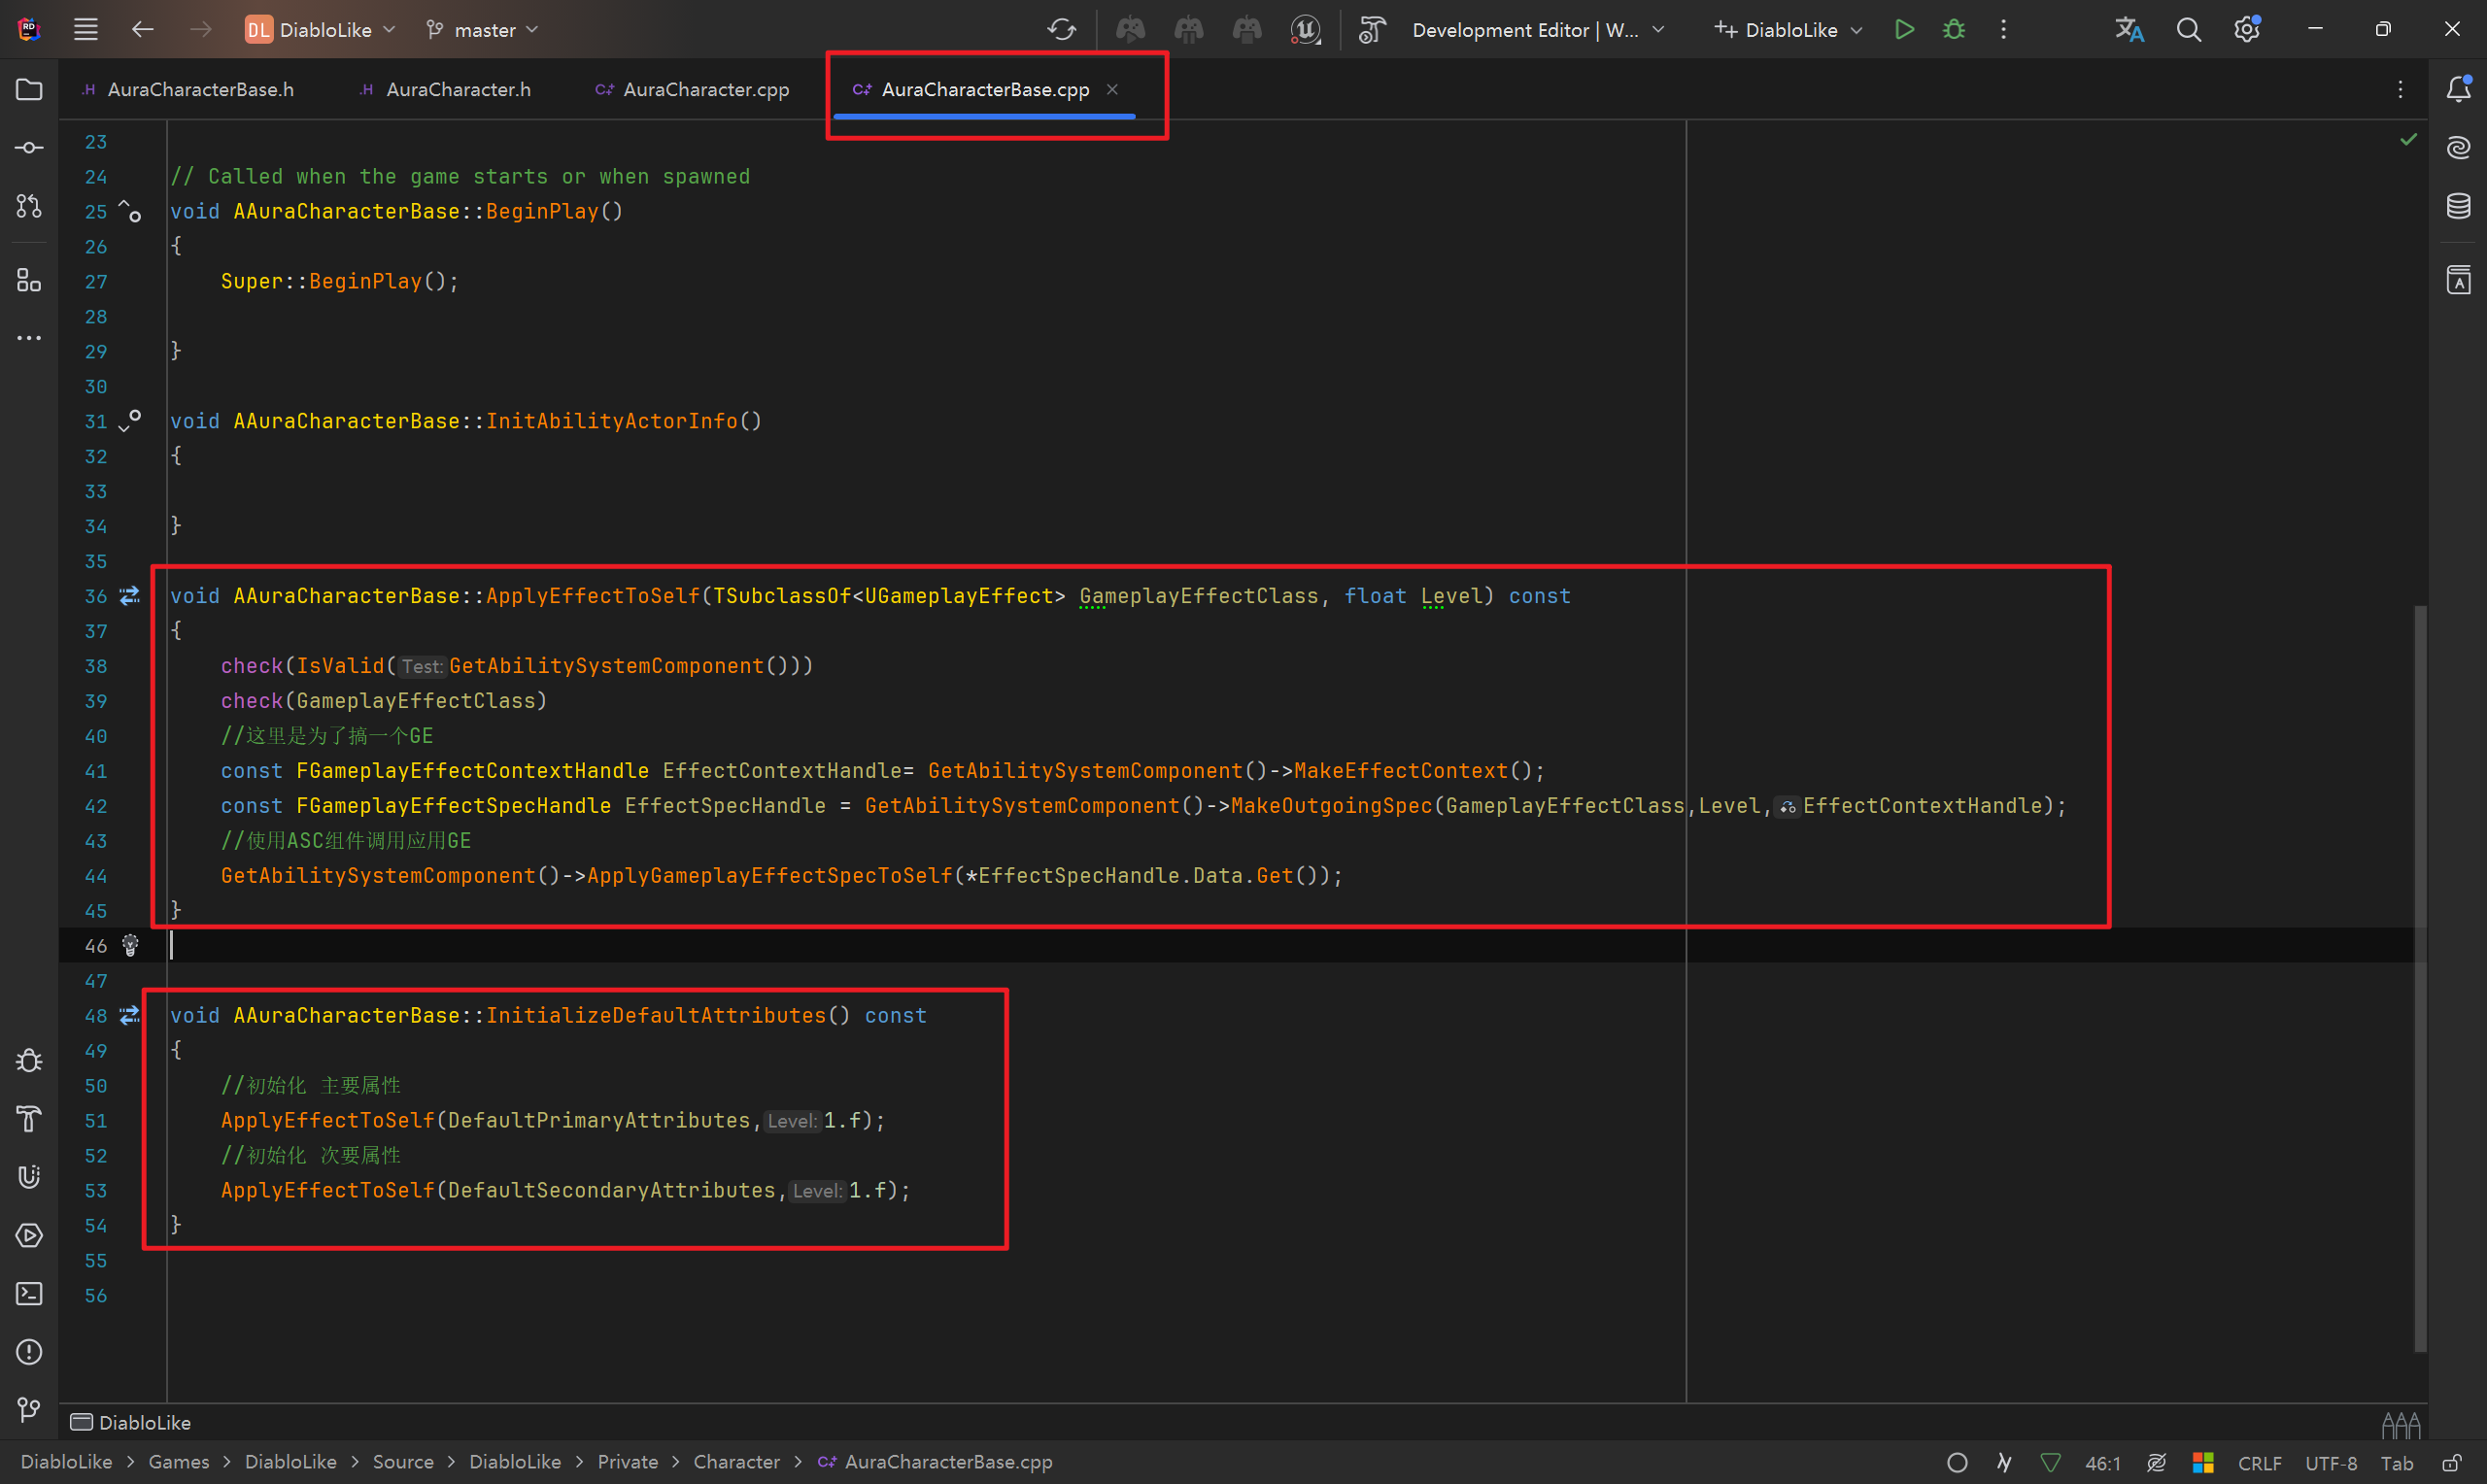 DL DiabloLike master Development Editor | W... DiabloLike
.H AuraCharacterBase.h .H AuraCharacter.h C++ AuraCharacter.cpp C++ AuraCharacterBase.cpp
23
24 // Called when the game starts or when spawned
25 void AAuraCharacterBase::BeginPlay()
26 {
27 Super::BeginPlay();
28
29 }
30
31 void AAuraCharacterBase::InitAbilityActorInfo()
32 {
33
34 }
35
36 void AAuraCharacterBase::ApplyEffectToSelf(TSubclassOf<UGameplayEffect> GameplayEffectClass, float Level) const
37 {
38 check(IsValid(Test:GetAbilitySystemComponent()))
39 check(GameplayEffectClass)
40 //这里是为了搞一个GE
41 const FGameplayEffectContextHandle EffectContextHandle= GetAbilitySystemComponent()->MakeEffectContext();
42 const FGameplayEffectSpecHandle EffectSpecHandle = GetAbilitySystemComponent()->MakeOutgoingSpec(GameplayEffectClass,Level,EffectContextHandle);
43 //使用ASC组件调用应用GE
44 GetAbilitySystemComponent()->ApplyGameplayEffectSpecToSelf(*EffectSpecHandle.Data.Get());
45 }
46
47
48 void AAuraCharacterBase::InitializeDefaultAttributes() const
49 {
50 //初始化 主要属性
51 ApplyEffectToSelf(DefaultPrimaryAttributes,Level:1.f);
52 //初始化 次要属性
53 ApplyEffectToSelf(DefaultSecondaryAttributes,Level:1.f);
54 }
55
56
DiabloLike
DiabloLike > Games > DiabloLike > Source > DiabloLike > Private > Character > C++ AuraCharacterBase.cpp 46:1 CRLF UTF-8 Tab